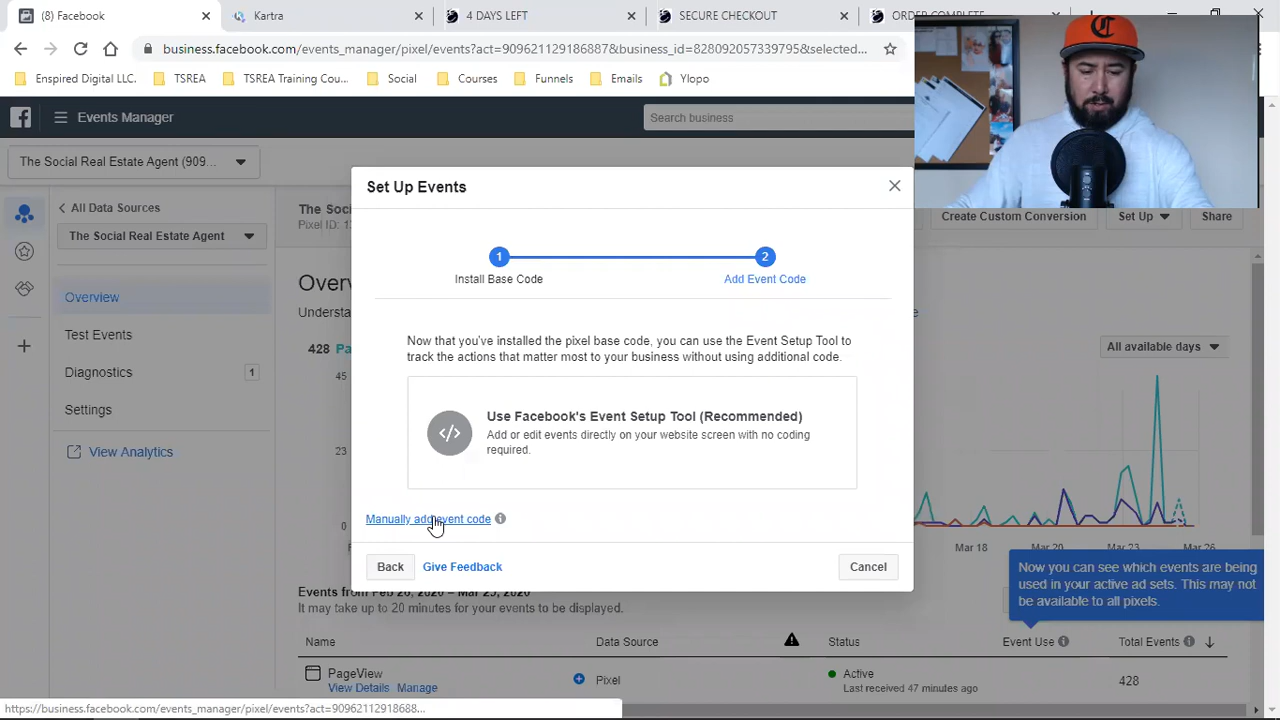 (8) Facebook
Kartra
4 DAYS LEFT
SECURE CHECKOUT
ORDER COMPLETE
business.facebook.com/events_manager/pixel/events?act=909621129186887&business_id=828092057339795&selected...
Enspired Digital LLC.
TSREA
TSREA Training Cou...
Social
Courses
Funnels
Emails
Ylopo
Events Manager
Search business
The Social Real Estate Agent (909...
All Data Sources
The Social Real Estate Agent
Overview
Test Events
Diagnostics
1
Settings
View Analytics
The Soci
Pixel ID: 1
Create Custom Conversion
Set Up
Share
Overv
Understa
428 Pa
All available days
45
23
0
Set Up Events
1
2
Install Base Code
Add Event Code
Now that you've installed the pixel base code, you can use the Event Setup Tool to
track the actions that matter most to your business without using additional code.
Use Facebook's Event Setup Tool (Recommended)
Add or edit events directly on your website screen with no coding
required.
Manually add event code
Back
Give Feedback
Cancel
Mar 18
Mar 20
Mar 23
Mar 26
Now you can see which events are being
used in your active ad sets. This may not
be available to all pixels.
It may take up to 20 minutes for your events to be displayed.
Name
Data Source
Status
Event Use
Total Events
PageView
View Details
Manage
Pixel
Active
Last received 47 minutes ago
428
https://business.facebook.com/events_manager/pixel/events?act=90962112918688...